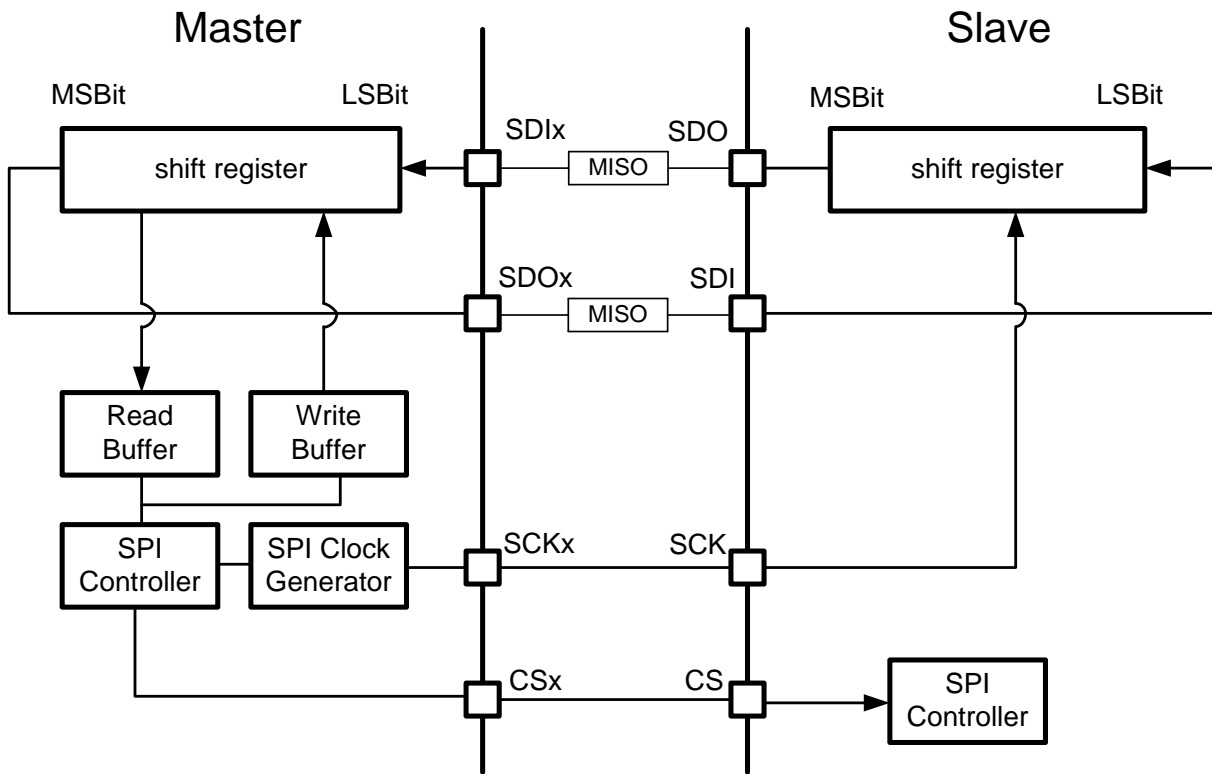 Master
Slave
MSBit
LSBit
MSBit
LSBit
SDIx
SDO
shift register
MISO
shift register
SDOx
SDI
MISO
Read
Buffer
Write
Buffer
SPI
Controller
SPI Clock
Generator
SCKx
SCK
CSx
CS
SPI
Controller